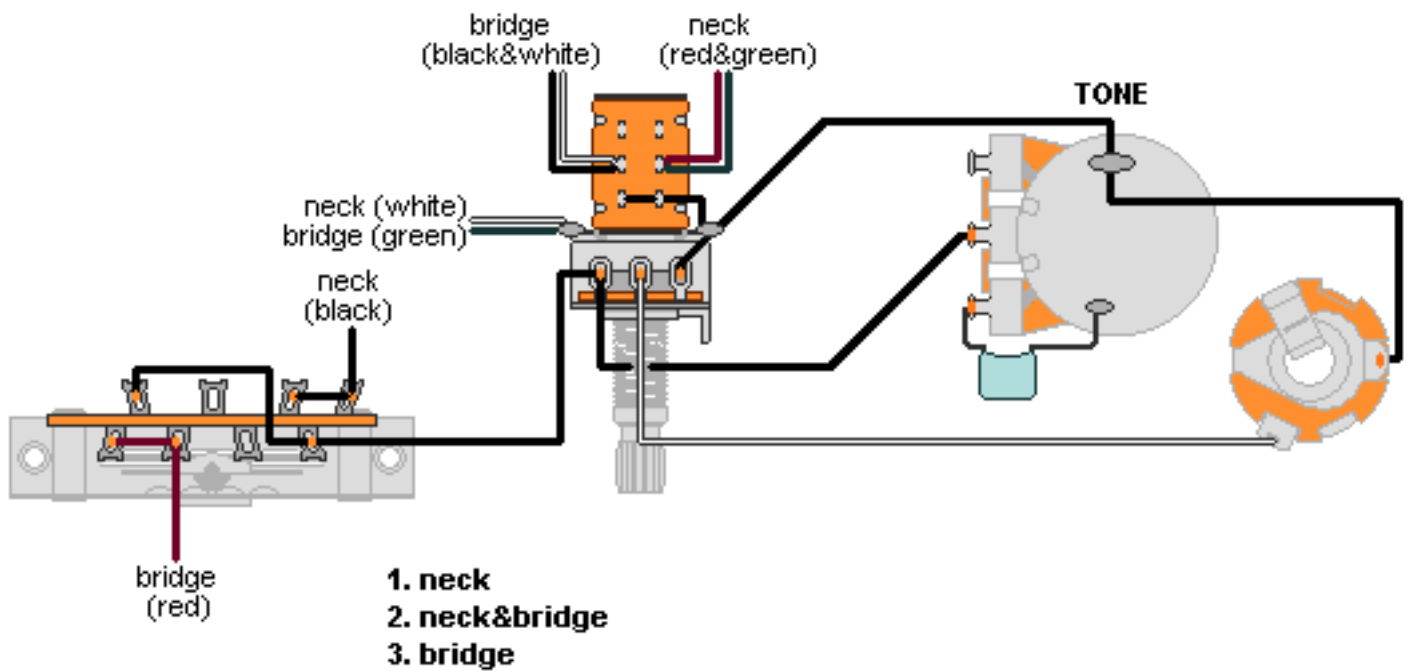 bridge
(black&white)
neck
(red&green)
TONE
neck (white)
bridge (green)
neck
(black)
bridge
(red)
1. neck
2. neck&bridge
3. bridge